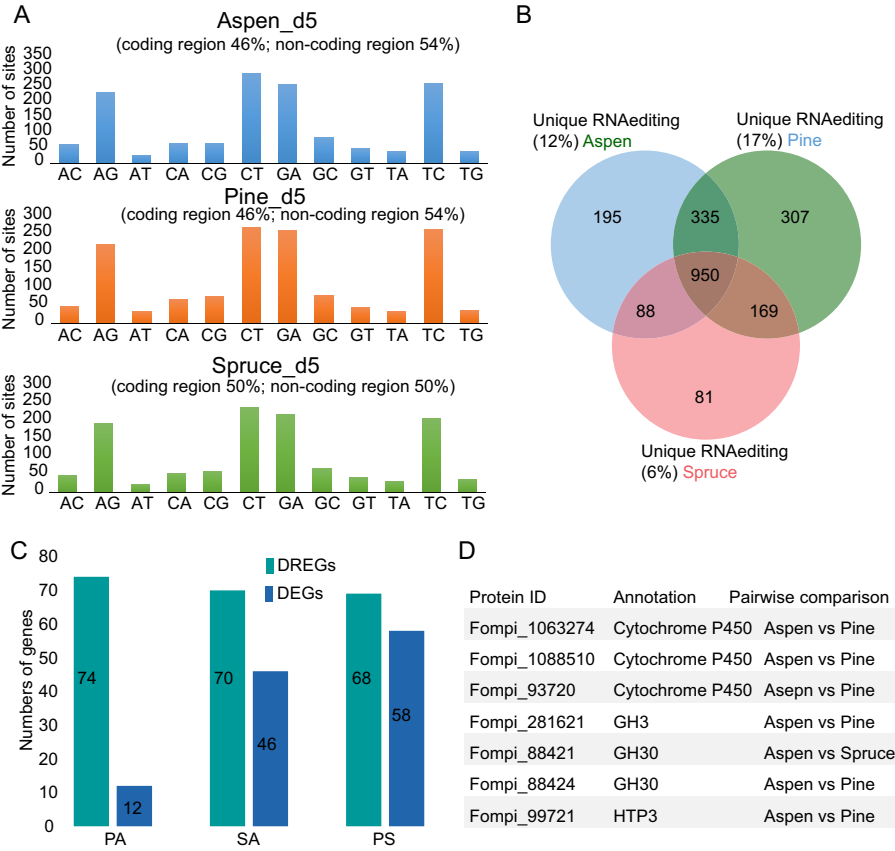 A
Aspen_d5
(coding region 46%; non-coding region 54%)
Number of sites
350
300
250
200
150
100
50
0
AC AG AT CA CG CT GA GC GT TA TC TG
Pine_d5
(coding region 46%; non-coding region 54%)
Number of sites
300
250
200
150
100
50
0
AC AG AT CA CG CT GA GC GT TA TC TG
Spruce_d5
(coding region 50%; non-coding region 50%)
Number of sites
300
250
200
150
100
50
0
AC AG AT CA CG CT GA GC GT TA TC TG
B
Unique RNAediting
(12%) Aspen
Unique RNAediting
(17%) Pine
195
335
307
950
88
169
81
Unique RNAediting
(6%) Spruce
C
Numbers of genes
80
70
60
50
40
30
20
10
0
DREGs
DEGs
74
12
70
46
68
58
PA SA PS
D
Protein ID Annotation Pairwise comparison
Fompi_1063274 Cytochrome P450 Aspen vs Pine
Fompi_1088510 Cytochrome P450 Aspen vs Pine
Fompi_93720 Cytochrome P450 Asepn vs Pine
Fompi_281621 GH3 Aspen vs Pine
Fompi_88421 GH30 Aspen vs Spruce
Fompi_88424 GH30 Aspen vs Pine
Fompi_99721 HTP3 Aspen vs Pine